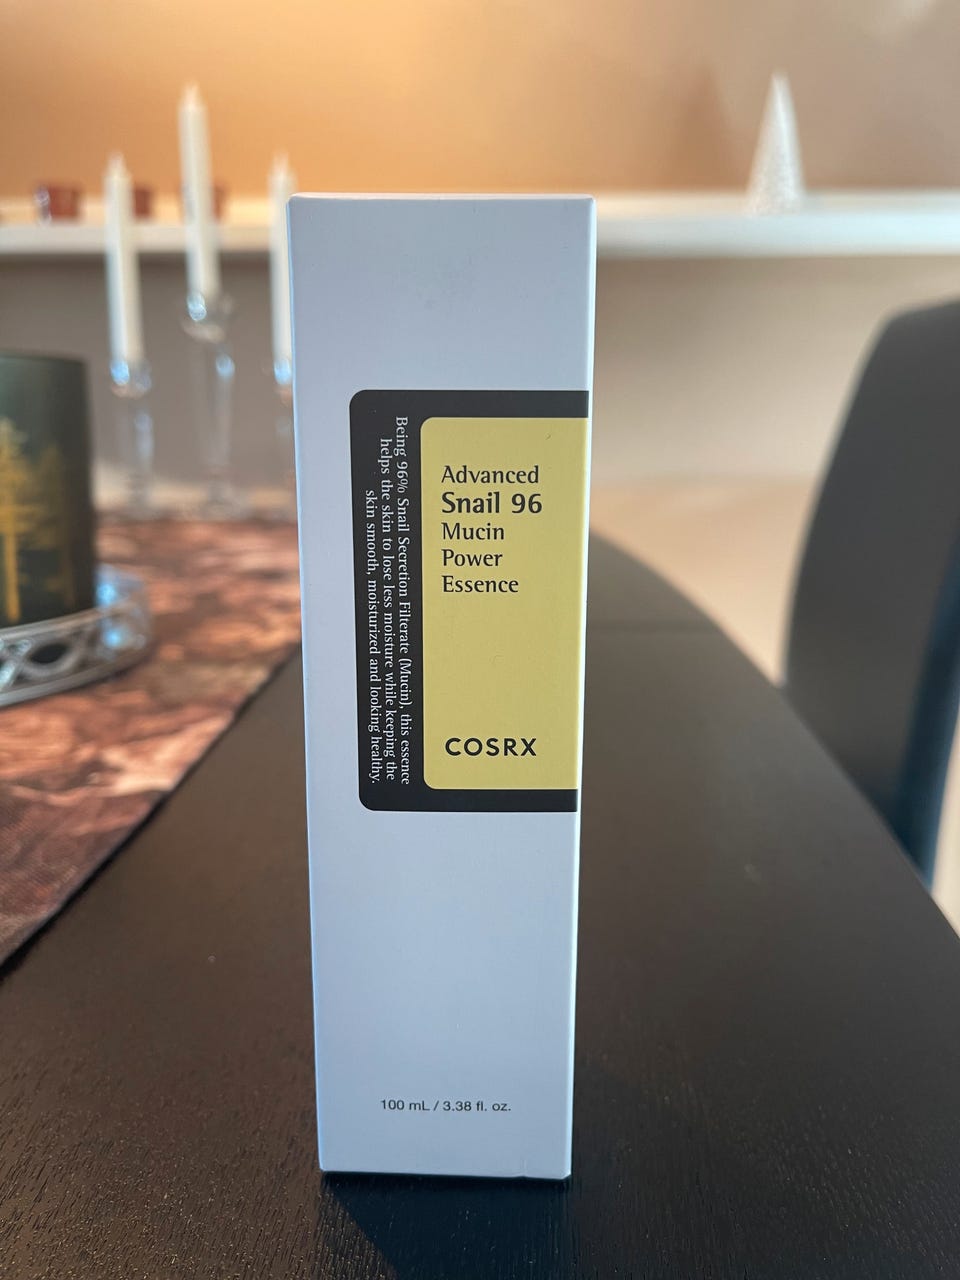 Being 96% Snail Secretion Filterate (Mucin), this essence
helps the skin to lose less moisture while keeping the
skin smooth, moisturized and looking healthy.
Advanced
Snail 96
Mucin
Power
Essence
COSRX
100 mL / 3.38 fl. oz.